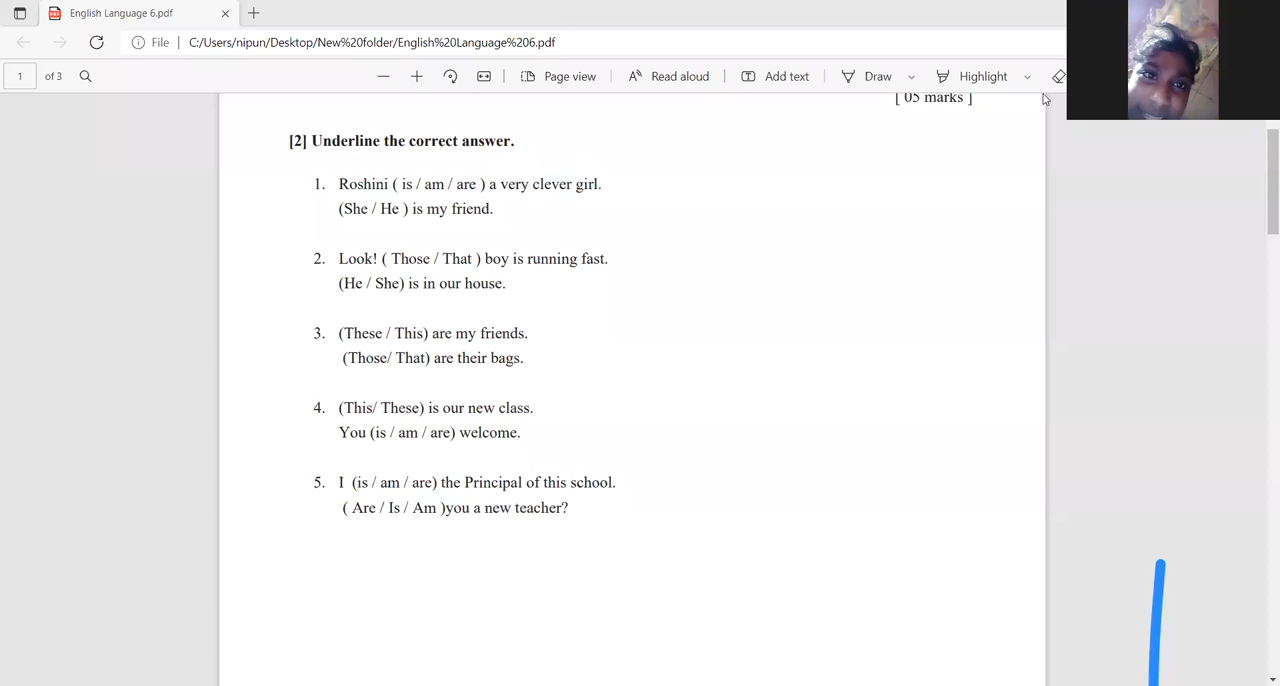 English Language 6.pdf
File | C:/Users/nipun/Desktop/New%20folder/English%20Language%206.pdf
1 of 3 Page view Read aloud Add text Draw Highlight
[ 05 marks ]
[2] Underline the correct answer.
1. Roshini ( is / am / are ) a very clever girl.
(She / He ) is my friend.
2. Look! ( Those / That ) boy is running fast.
(He / She) is in our house.
3. (These / This) are my friends.
(Those/ That) are their bags.
4. (This/ These) is our new class.
You (is / am / are) welcome.
5. I (is / am / are) the Principal of this school.
( Are / Is / Am )you a new teacher?